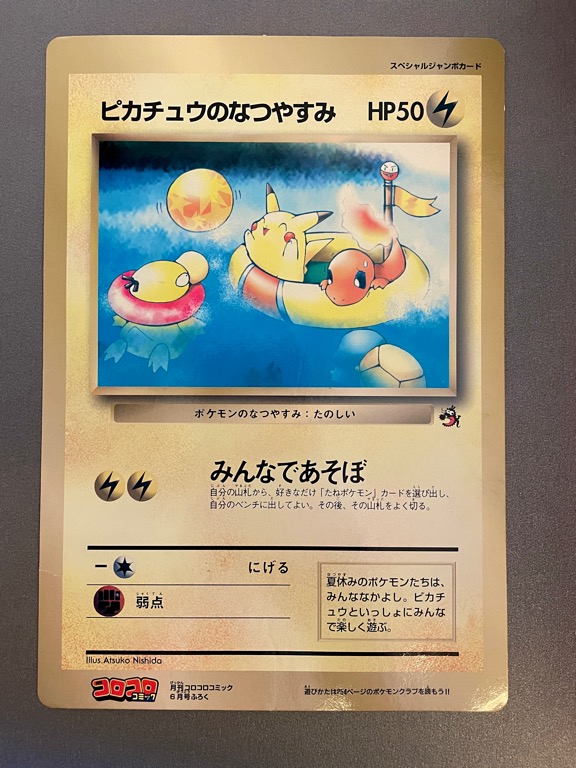 スペシャルジャンボカード
ピカチュウのなつやすみ HP50
ポケモンのなつやすみ：たのしい
みんなであそぼ
自分の山札から、好きなだけ「たねポケモン」カードを選び出し、
自分のベンチに出してよい。その後、その山札をよく切る。
ー にげる
弱点
夏休みのポケモンたちは、
みんななかよし。ピカチ
ュウといっしょにみんな
で楽しく遊ぶ。
Illus.Atsuko Nishida
コロコロ
コミック
月刊コロコロコミック
6月号ふろく
遊びかたはP54ページのポケモンクラブを読もう!!